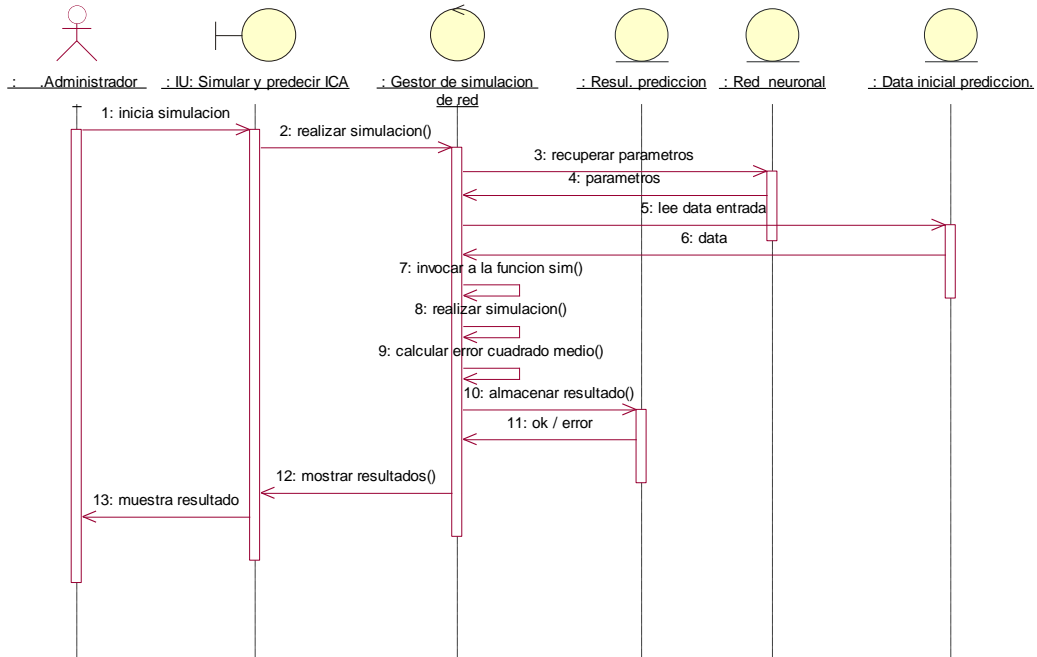 : .Administrador
: IU: Simular y predecir ICA
: Gestor de simulacion
de red
: Resul. prediccion
: Red neuronal
: Data inicial prediccion.
1: inicia simulacion
2: realizar simulacion()
3: recuperar parametros
4: parametros
5: lee data entrada
6: data
7: invocar a la funcion sim()
8: realizar simulacion()
9: calcular error cuadrado medio()
10: almacenar resultado()
11: ok / error
12: mostrar resultados()
13: muestra resultado